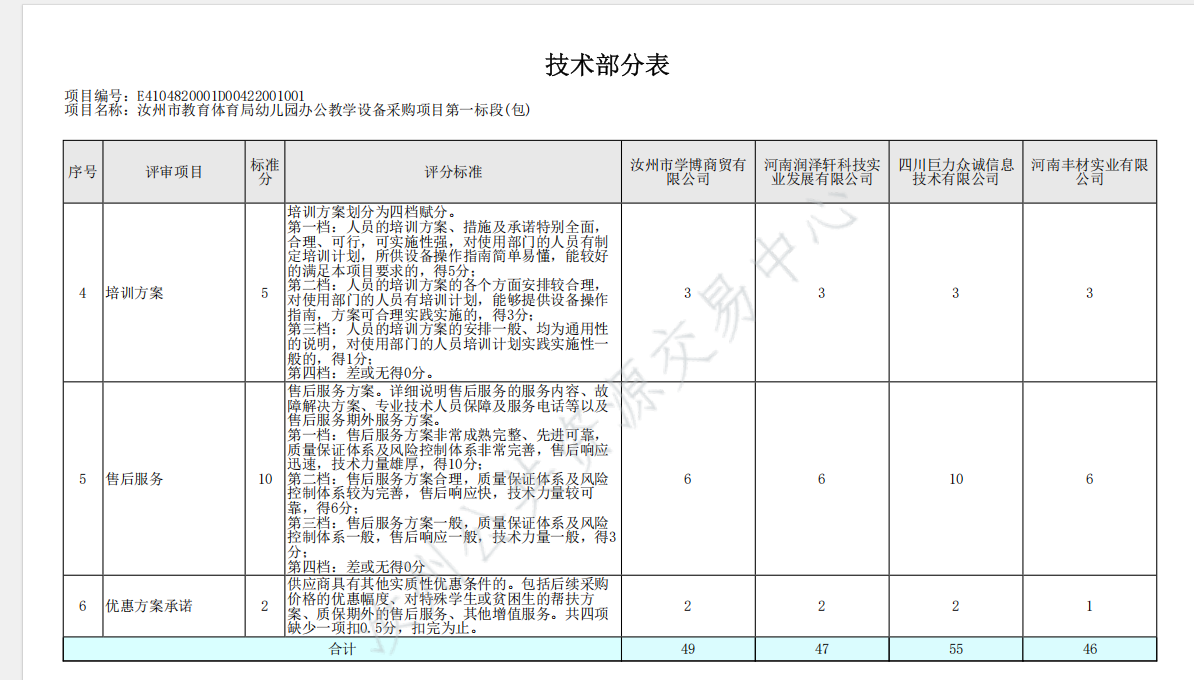 技术部分表
项目编号: E4104820001D00422001001
项目名称: 汝州市教育体育局幼儿园办公教学设备采购项目第一标段(包)
序号 评审项目 标准分 评分标准 汝州市学博商贸有限公司 河南润泽轩科技实业发展有限公司 四川巨力众诚信息技术有限公司 河南丰材实业有限公司
培训方案划分为四档赋分。
第一档: 人员的培训方案、措施及承诺特别全面,
合理、可行, 可实施性强, 对使用部门的人员有制
定培训计划, 所供设备操作指南简单易懂, 能较好
的满足本项目要求的, 得5分;
第二档: 人员的培训方案的各个方面安排较合理,
对使用部门的人员有培训计划, 能够提供设备操作
4 培训方案 5 3 3 3 3
指南, 方案可合理实践实施的, 得3分;
第三档: 人员的培训方案的安排一般、均为通用性
的说明, 对使用部门的人员培训计划实践实施性一
般的, 得1分;
第四档: 差或无得0分。
售后服务方案。详细说明售后服务的服务内容、故
障解决方案、专业技术人员保障及服务电话等以及
售后服务期外服务方案。
第一档: 售后服务方案非常成熟完整、先进可靠,
质量保证体系及风险控制体系非常完善, 售后响应
迅速, 技术力量雄厚, 得10分;
第二档: 售后服务方案合理, 质量保证体系及风险
5 售后服务 10 6 6 10 6
控制体系较为完善, 售后响应快, 技术力量较可
靠, 得6分;
第三档: 售后服务方案一般, 质量保证体系及风险
控制体系一般, 售后响应一般, 技术力量一般, 得3
分;
第四档: 差或无得0分
供应商具有其他实质性优惠条件的。包括后续采购
价格的优惠幅度、对特殊学生或贫困生的帮扶方
6 优惠方案承诺 2 2 2 2 1
案、质保期外的售后服务、其他增值服务。共四项
缺少一项扣0.5分, 扣完为止。
合计 49 47 55 46